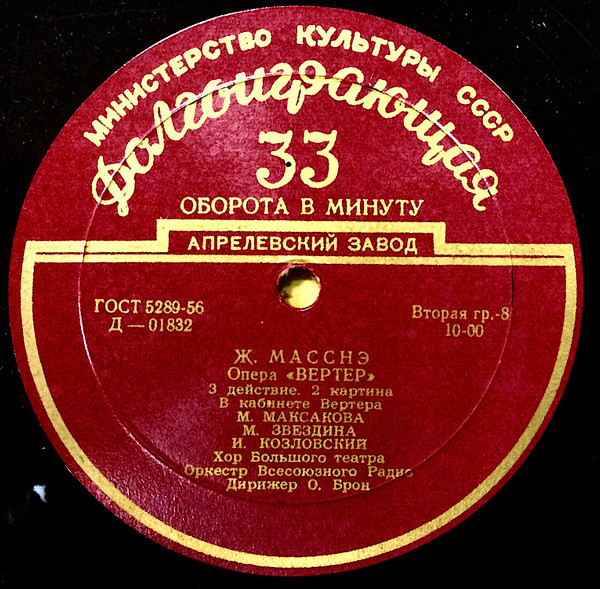 МИНИСТЕРСТВО КУЛЬТУРЫ СССР
Долгоиграющая
33
ОБОРОТА В МИНУТУ
АПРЕЛЕВСКИЙ ЗАВОД
ГОСТ 5289-56
Д — 01832
Вторая гр.-8
10-00
Ж. МАССНЭ
Опера «ВЕРТЕР»
3 действие. 2 картина
В кабинете Вертера
М. МАКСАКОВА
М. ЗВЕЗДИНА
И. КОЗЛОВСКИЙ
Хор Большого театра
Оркестр Всесоюзного Радио
Дирижер О. Брон